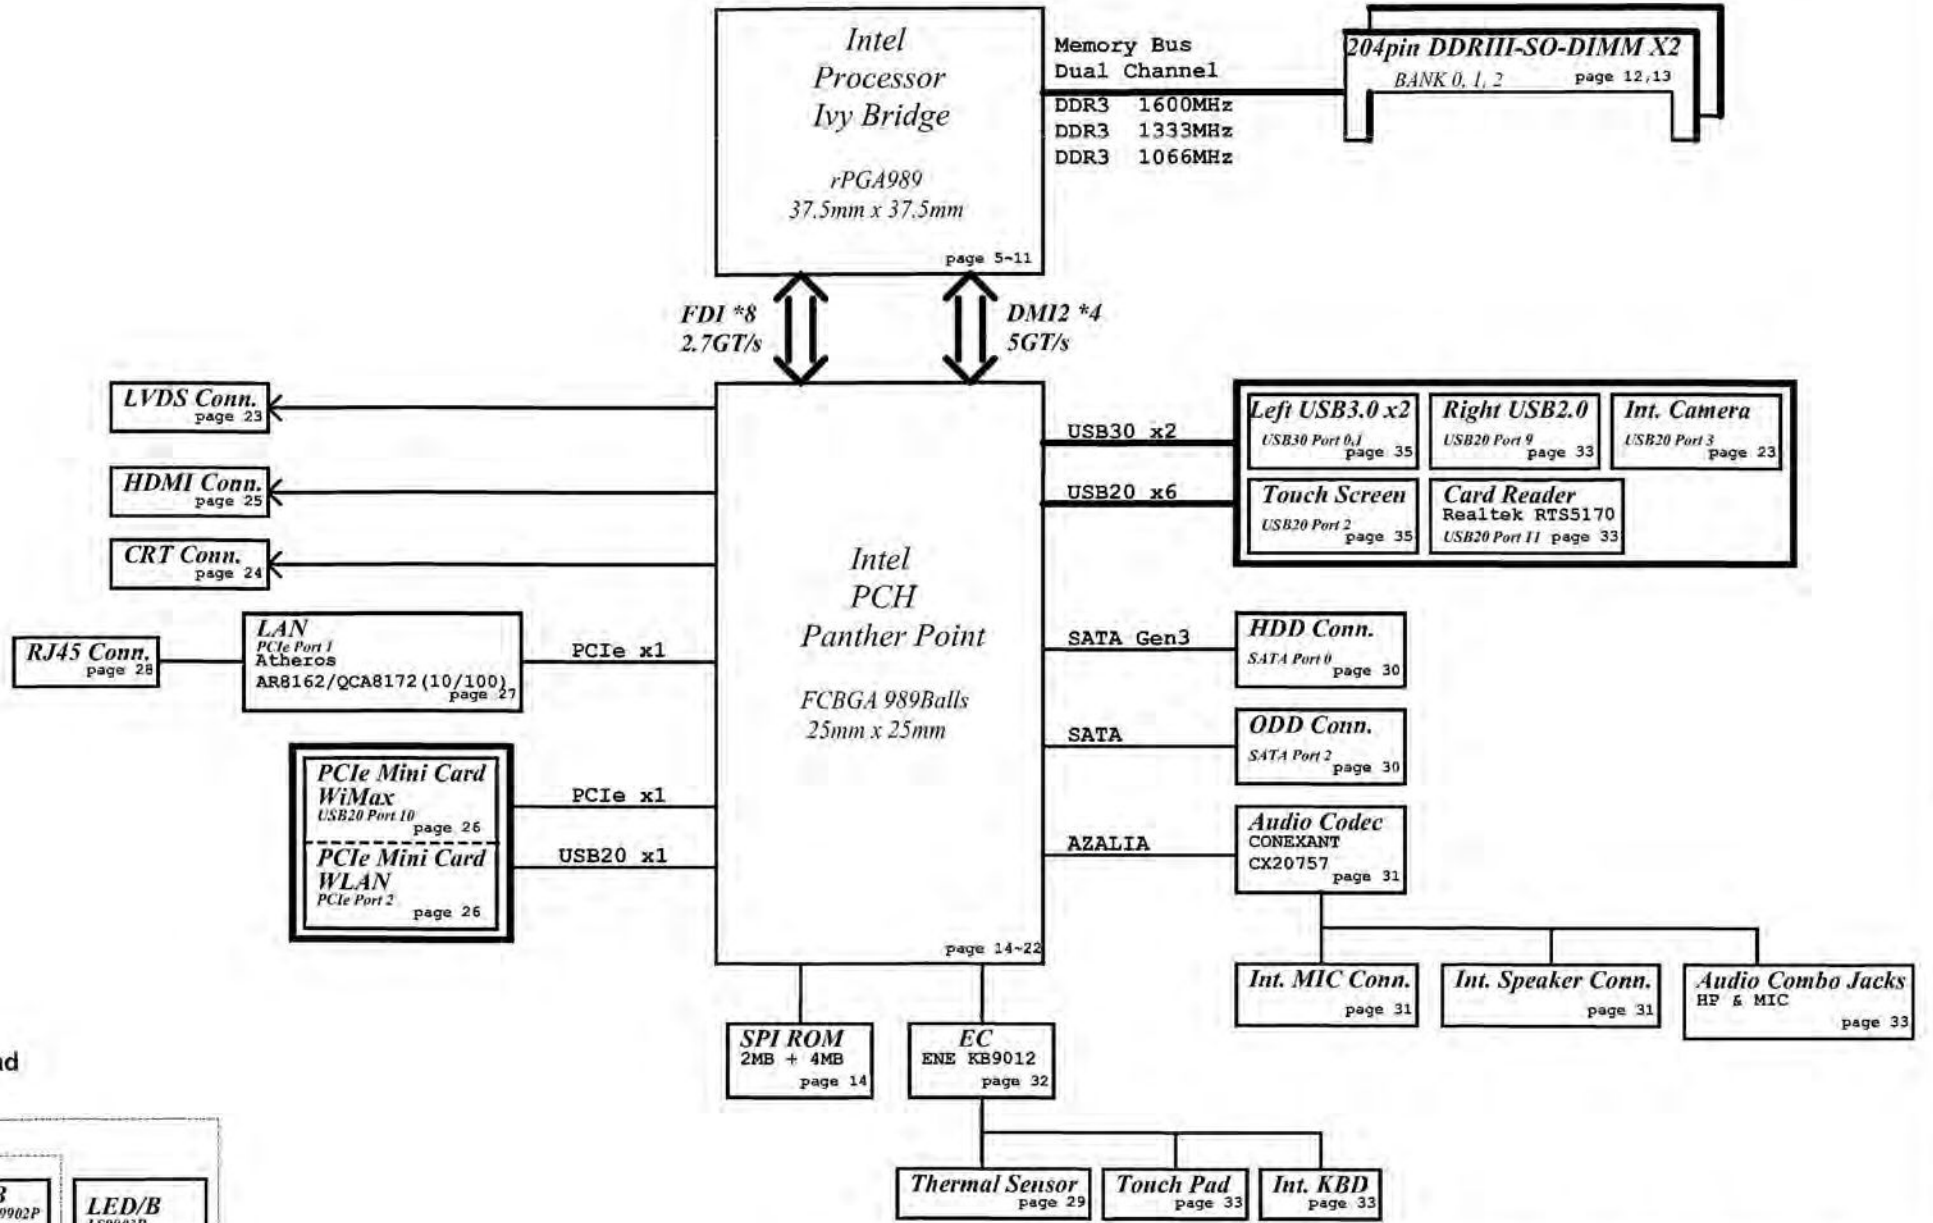 Intel
Processor
Ivy Bridge
rPGA989
37.5mm x 37.5mm
page 5~11
Memory Bus
Dual Channel
DDR3 1600MHz
DDR3 1333MHz
DDR3 1066MHz
204pin DDRIII-SO-DIMM X2
BANK 0, 1, 2 page 12,13
FDI *8
2.7GT/s
DMI2 *4
5GT/s
LVDS Conn.
page 23
HDMI Conn.
page 25
CRT Conn.
page 24
RJ45 Conn.
page 28
LAN
PCIe Port 1
Atheros
AR8162/QCA8172(10/100)
page 27
PCIe x1
PCIe Mini Card
WiMax
USB20 Port 10
page 26
PCIe Mini Card
WLAN
PCIe Port 2
page 26
PCIe x1
USB20 x1
Intel
PCH
Panther Point
FCBGA 989Balls
25mm x 25mm
page 14~22
USB30 x2
USB20 x6
Left USB3.0 x2
USB30 Port 0,1
page 35
Right USB2.0
USB20 Port 9
page 33
Int. Camera
USB20 Port 3
page 23
Touch Screen
USB20 Port 2
page 35
Card Reader
Realtek RTS5170
USB20 Port 11 page 33
SATA Gen3
HDD Conn.
SATA Port 0
page 30
SATA
ODD Conn.
SATA Port 2
page 30
AZALIA
Audio Codec
CONEXANT
CX20757
page 31
Int. MIC Conn.
page 31
Int. Speaker Conn.
page 31
Audio Combo Jacks
HP & MIC
page 33
SPI ROM
2MB + 4MB
page 14
EC
ENE KB9012
page 32
Thermal Sensor
page 29
Touch Pad
page 33
Int. KBD
page 33
LED/B